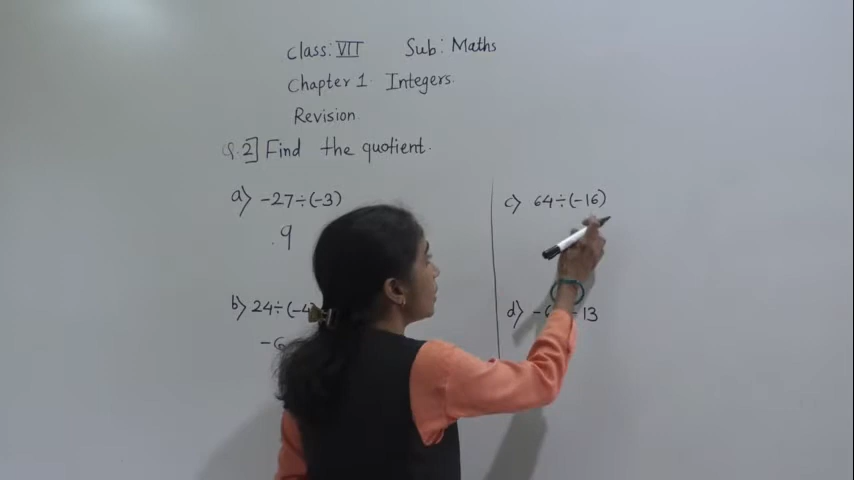 Class: VII Sub: Maths
Chapter 1. Integers.
Revision
Q.2] Find the quotient.
a) -27÷(-3)
9
b) 24÷(-4
-6
c) 64÷(-16)
d) - 13